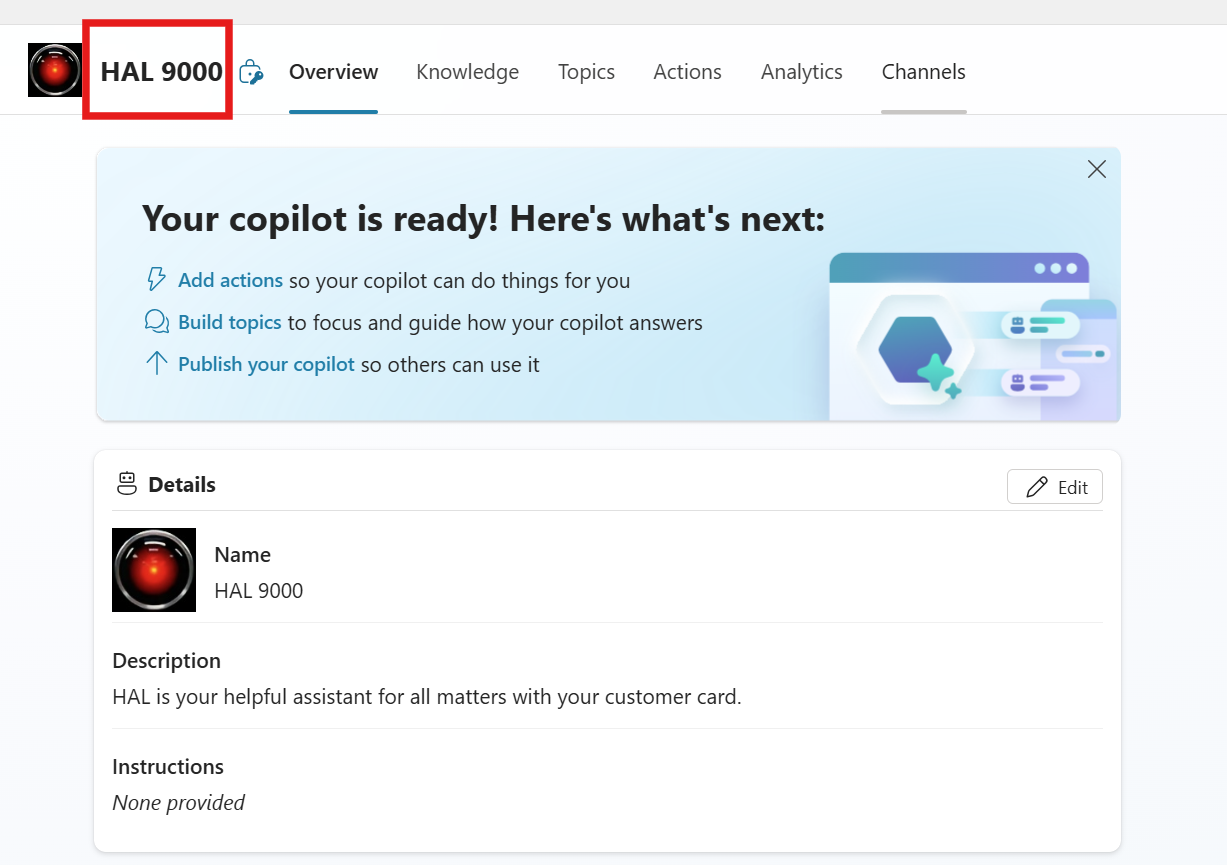 HAL 9000 Overview Knowledge Topics Actions Analytics Channels
Your copilot is ready! Here's what's next:
Add actions so your copilot can do things for you
Build topics to focus and guide how your copilot answers
Publish your copilot so others can use it
Details
Edit
Name
HAL 9000
Description
HAL is your helpful assistant for all matters with your customer card.
Instructions
None provided